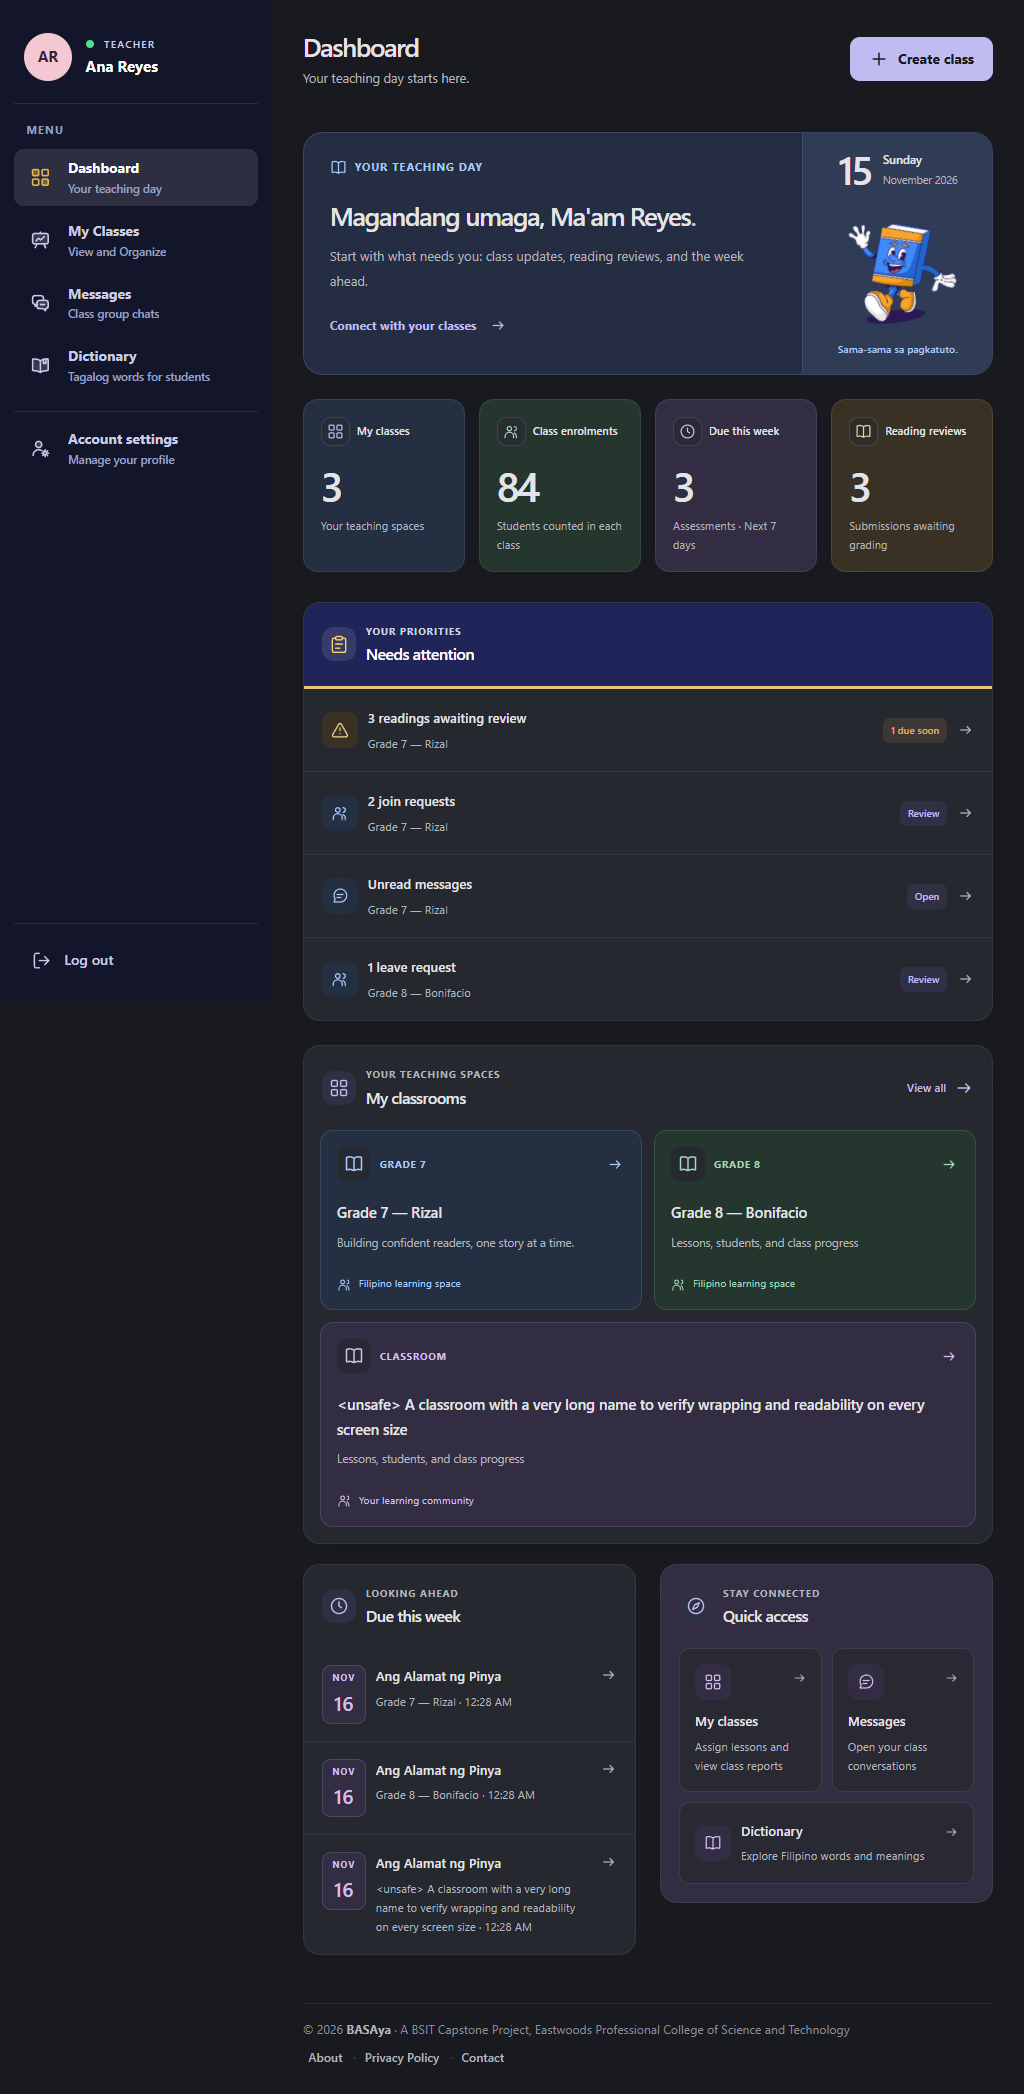 AR
TEACHER
Ana Reyes
MENU
Dashboard
Your teaching day
My Classes
View and Organize
Messages
Class group chats
Dictionary
Tagalog words for students
Account settings
Manage your profile
Log out
Dashboard
Your teaching day starts here.
Create class
YOUR TEACHING DAY
Magandang umaga, Ma'am Reyes.
Start with what needs you: class updates, reading reviews, and the week
ahead.
Connect with your classes
15
Sunday
November 2026
Sama-sama sa pagkatuto.
My classes
3
Your teaching spaces
Class enrolments
84
Students counted in each
class
Due this week
3
Assessments · Next 7
days
Reading reviews
3
Submissions awaiting
grading
YOUR PRIORITIES
Needs attention
3 readings awaiting review
Grade 7 — Rizal
1 due soon
2 join requests
Grade 7 — Rizal
Review
Unread messages
Grade 7 — Rizal
Open
1 leave request
Grade 8 — Bonifacio
Review
YOUR TEACHING SPACES
My classrooms
View all
GRADE 7
Grade 7 — Rizal
Building confident readers, one story at a time.
Filipino learning space
GRADE 8
Grade 8 — Bonifacio
Lessons, students, and class progress
Filipino learning space
CLASSROOM
<unsafe> A classroom with a very long name to verify wrapping and readability on every
screen size
Lessons, students, and class progress
Your learning community
LOOKING AHEAD
Due this week
NOV
16
Ang Alamat ng Pinya
Grade 7 — Rizal · 12:28 AM
NOV
16
Ang Alamat ng Pinya
Grade 8 — Bonifacio · 12:28 AM
NOV
16
Ang Alamat ng Pinya
<unsafe> A classroom with a very long
name to verify wrapping and readability
on every screen size · 12:28 AM
STAY CONNECTED
Quick access
My classes
Assign lessons and
view class reports
Messages
Open your class
conversations
Dictionary
Explore Filipino words and meanings
© 2026 BASAya · A BSIT Capstone Project, Eastwoods Professional College of Science and Technology
About · Privacy Policy · Contact